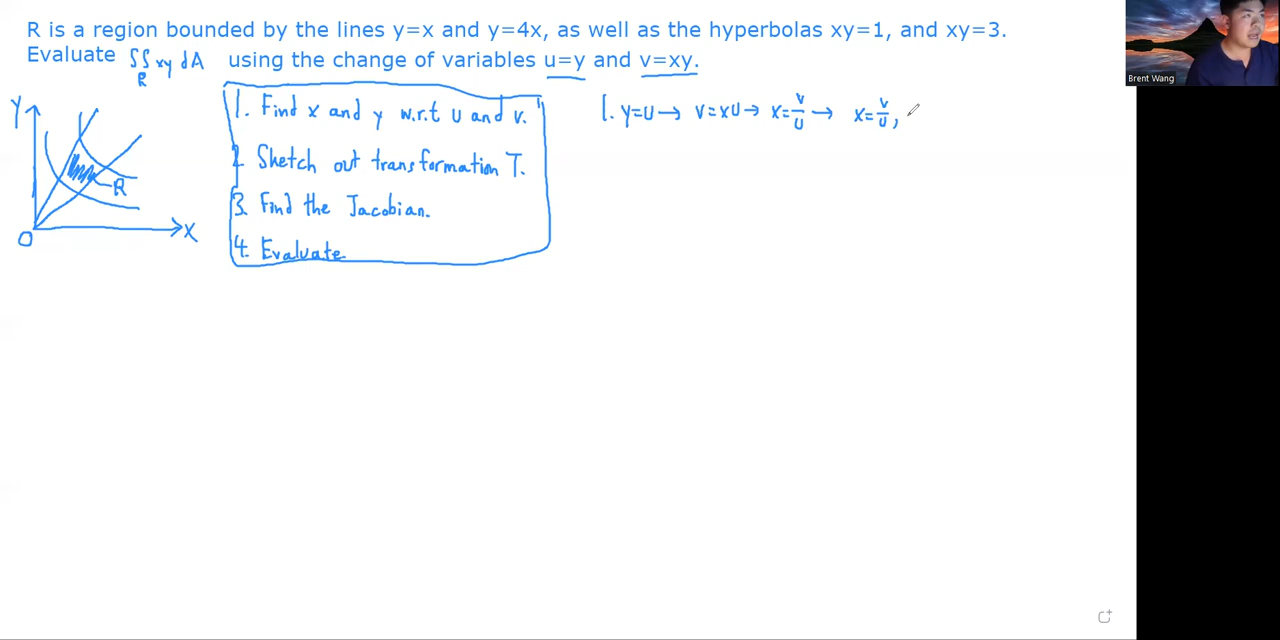 R is a region bounded by the lines y=x and y=4x, as well as the hyperbolas xy=1, and xy=3.
Evaluate ∫∫ xy dA using the change of variables u=y and v=xy.
R
Y
R
X
O
1. Find x and y w.r.t u and v.
2. Sketch out transformation T.
3. Find the Jacobian.
4. Evaluate
1. y=u → v=xu → x=v/u → x=v/u,
Brent Wang